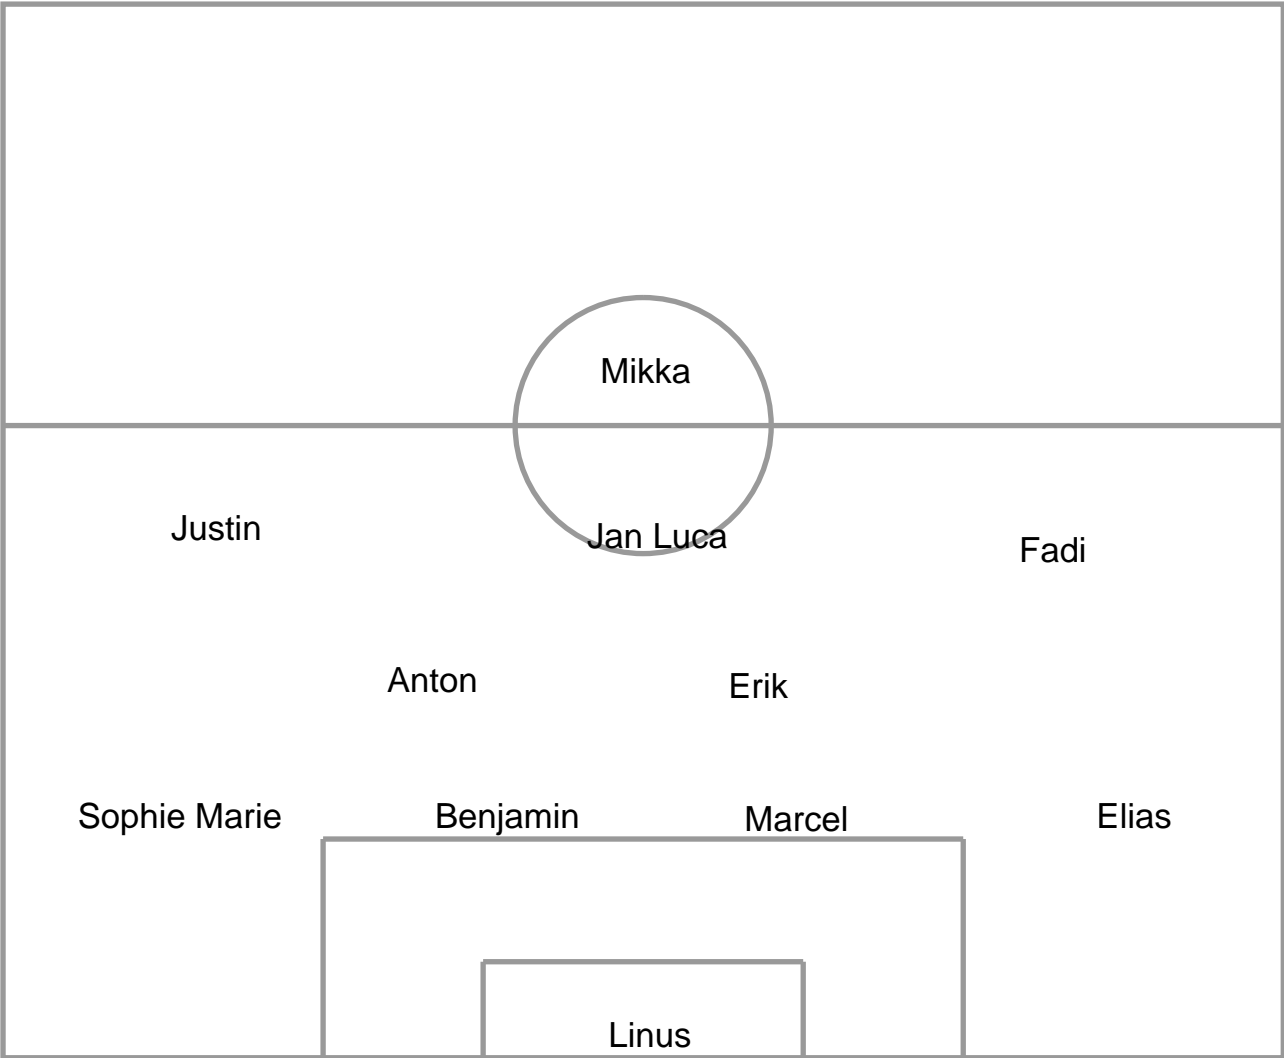 Mikka
Justin
Jan Luca
Fadi
Anton
Erik
Sophie Marie
Benjamin
Marcel
Elias
Linus